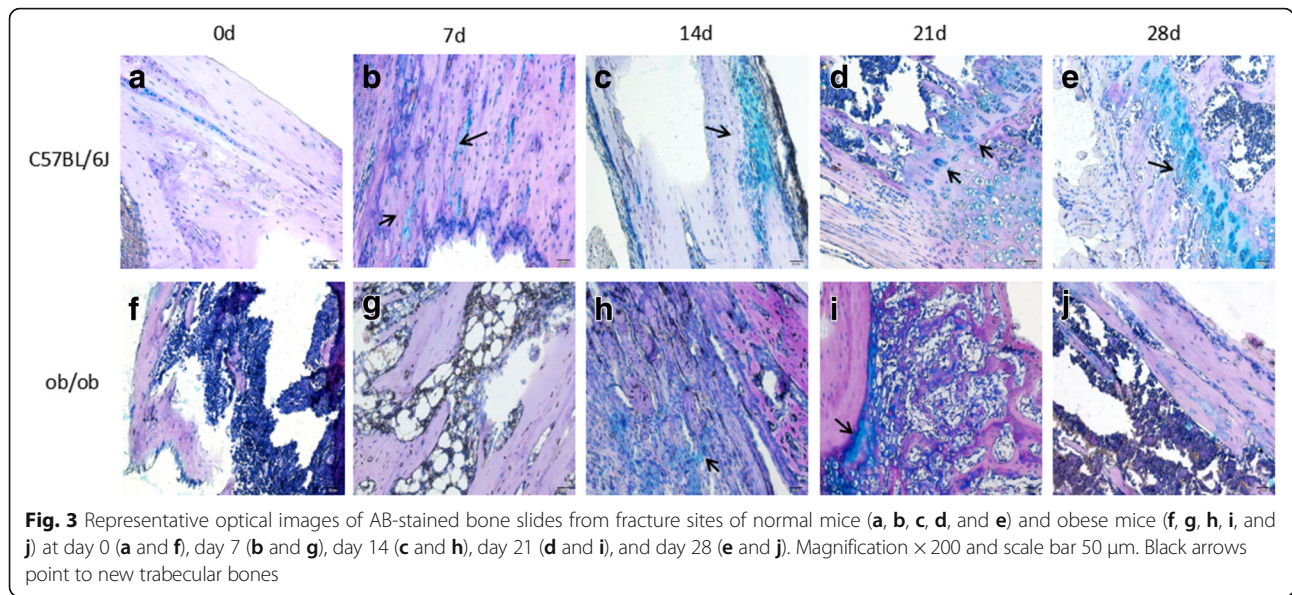 0d 7d 14d 21d 28d
C57BL/6J a b c d e
ob/ob f g h i j
Fig. 3 Representative optical images of AB-stained bone slides from fracture sites of normal mice (a, b, c, d, and e) and obese mice (f, g, h, i, and
j) at day 0 (a and f), day 7 (b and g), day 14 (c and h), day 21 (d and i), and day 28 (e and j). Magnification × 200 and scale bar 50 μm. Black arrows
point to new trabecular bones